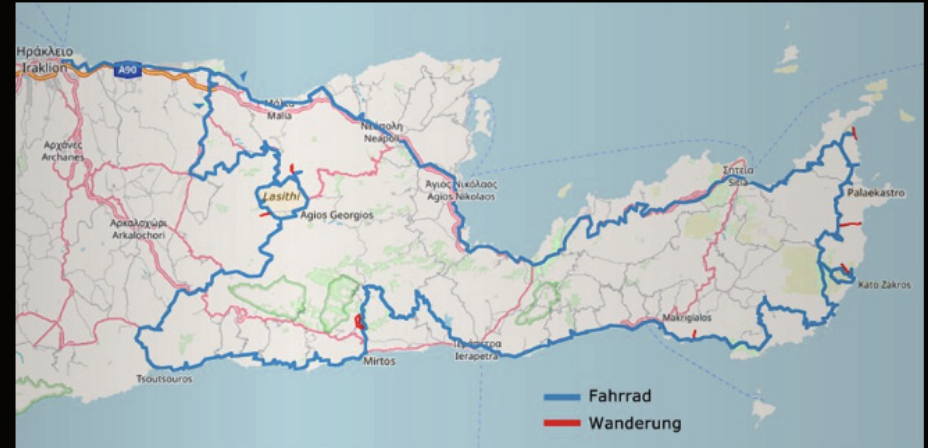 Ηράκλειο
Iraklion
A90
Μάλια
Malia
Νεάπολη
Neapoli
Αρχάνες
Archanes
Άγιος Νικόλαος
Agios Nikolaos
Σητεία
Sitia
Palaekastro
Lasithi
Agios Georgios
Αρκαλοχώρι
Arkalochori
Kato Zakros
Makrigialos
Ιεράπετρα
Ierapetra
Mirtos
Tsoutsouros
Fahrrad
Wanderung